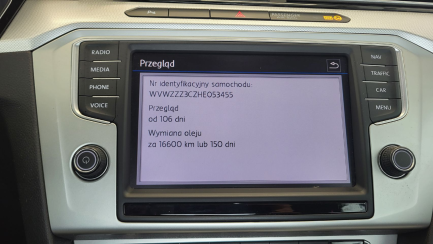 RADIO
MEDIA
PHONE
VOICE
Przegląd
Nr identyfikacyjny samochodu:
WVWZZZ3CZHE053455
Przegląd
od 106 dni
Wymiana oleju
za 16600 km lub 150 dni
NAV
TRAFFIC
CAR
MENU